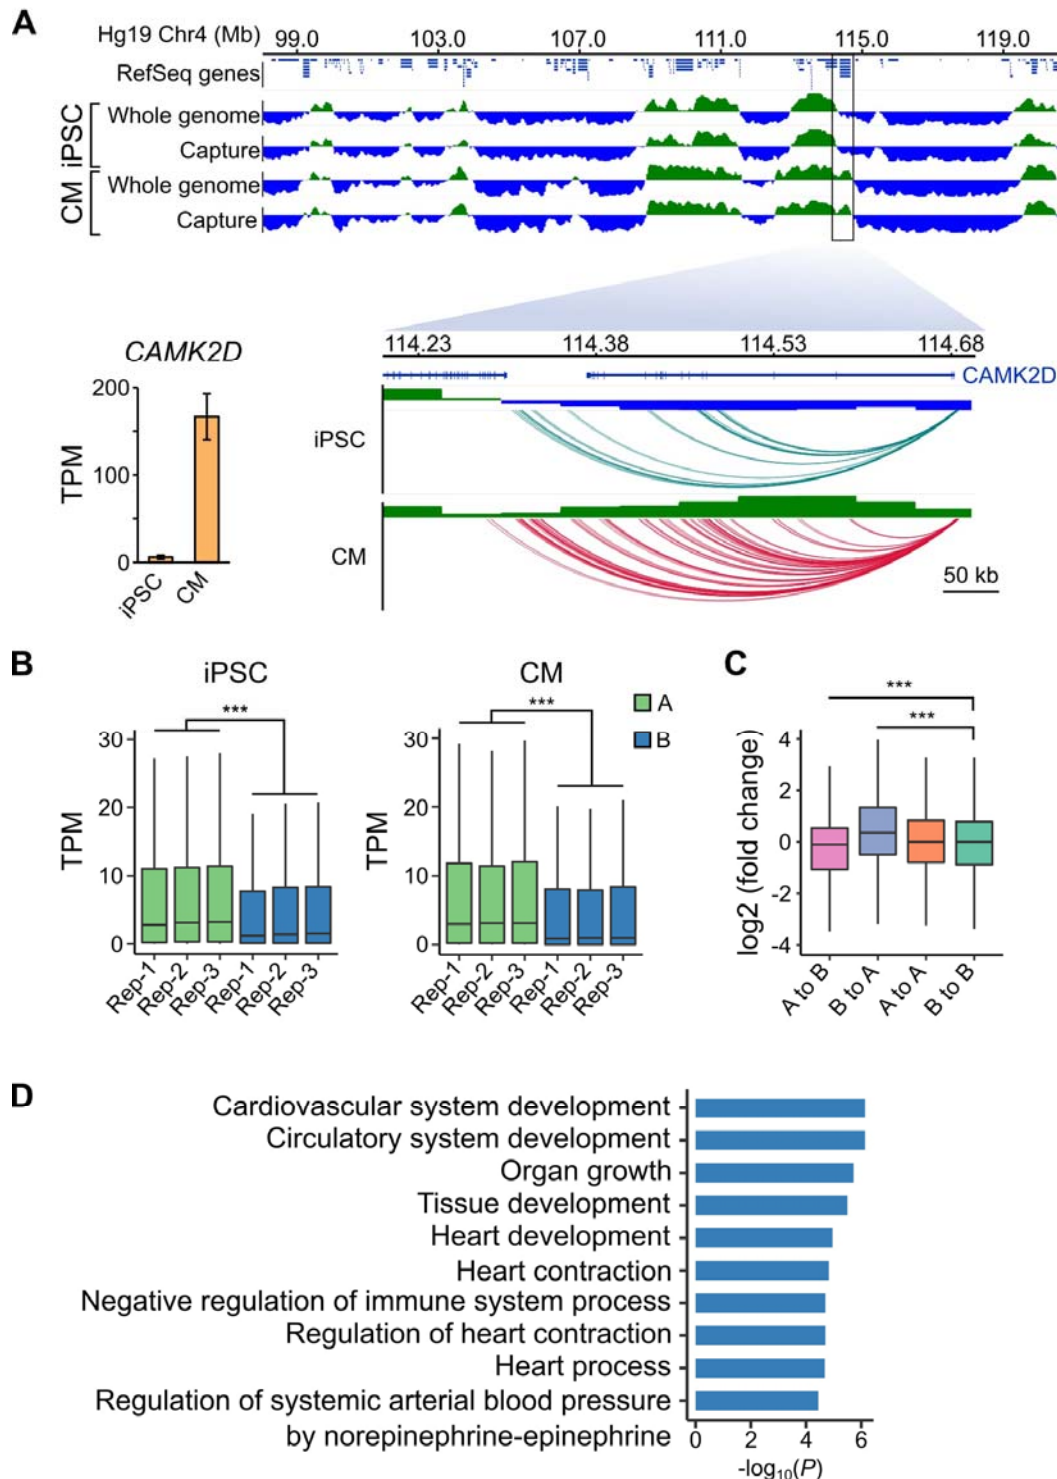 A
Hg19 Chr4 (Mb)
99.0 103.0 107.0 111.0 115.0 119.0
RefSeq genes
iPSC
Whole genome
Capture
CM
Whole genome
Capture
CAMK2D
200
100
0
TPM
iPSC
CM
114.23 114.38 114.53 114.68
CAMK2D
iPSC
CM
50 kb
B
iPSC
***
30
20
10
0
TPM
Rep-1 Rep-2 Rep-3 Rep-1 Rep-2 Rep-3
CM
***
A
B
30
20
10
0
TPM
Rep-1 Rep-2 Rep-3 Rep-1 Rep-2 Rep-3
C
***
***
4
2
0
-2
-4
log2 (fold change)
A to B B to A A to A B to B
D
Cardiovascular system development
Circulatory system development
Organ growth
Tissue development
Heart development
Heart contraction
Negative regulation of immune system process
Regulation of heart contraction
Heart process
Regulation of systemic arterial blood pressure
by norepinephrine-epinephrine
0 2 4 6
-log₁₀(P)